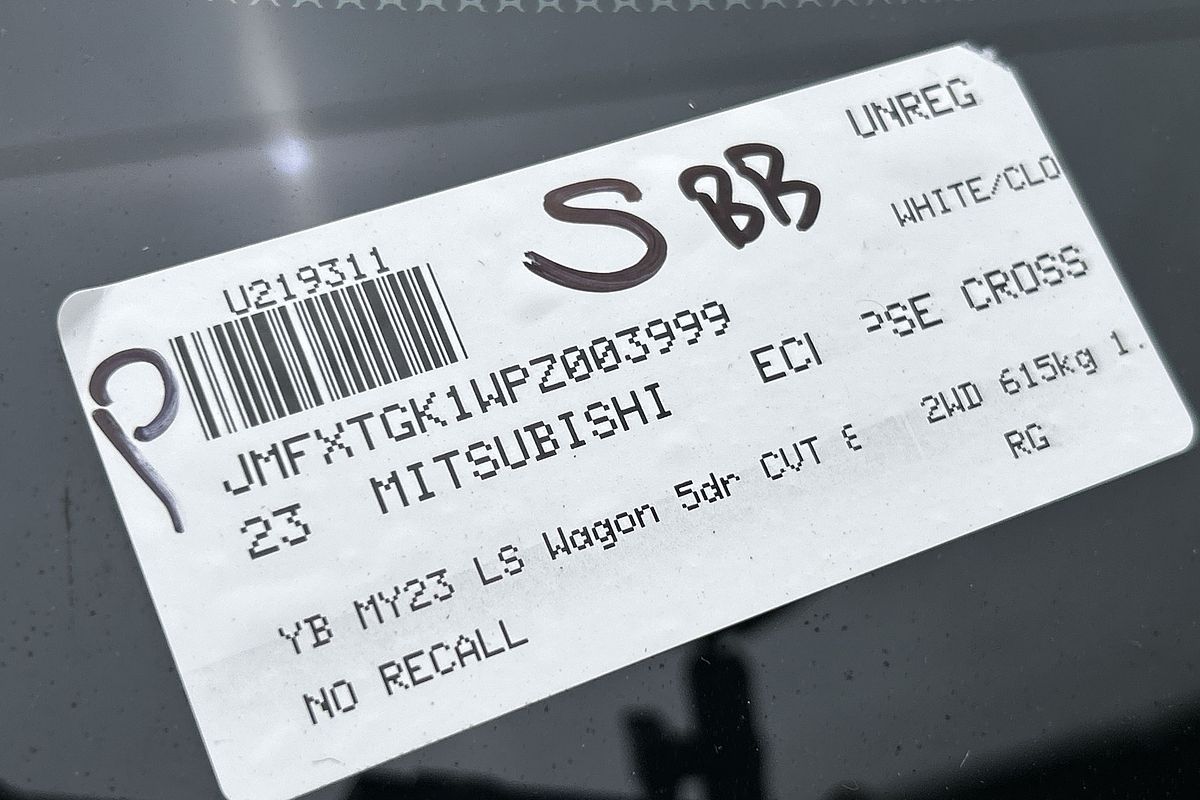 UNREG
S BB
WHITE/CLO
U219311
P
JMFXTGK1WPZ003999
23 MITSUBISHI ECI PSE CROSS
YB MY23 LS Wagon 5dr CVT 2WD 615kg 1.
RG
NO RECALL